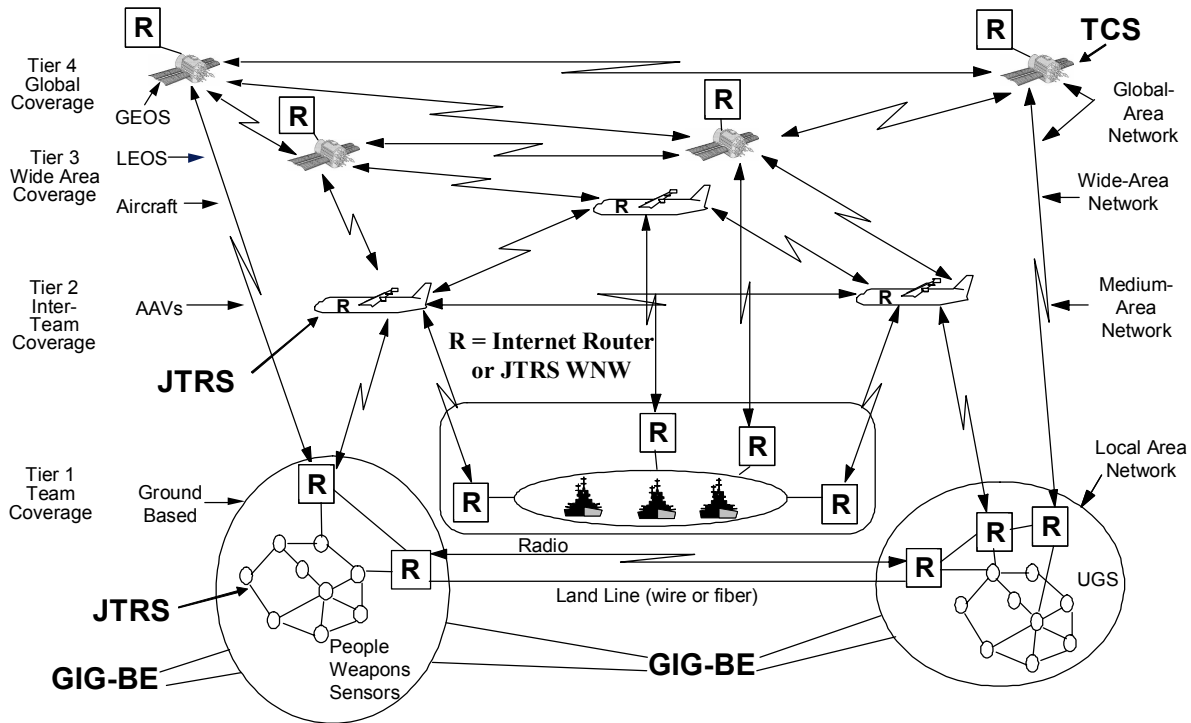 R
R
TCS
Tier 4
Global
Coverage
GEOS
R
R
Global-
Area
Network
Tier 3
Wide Area
Coverage
LEOS
Aircraft
R
Wide-Area
Network
Tier 2
Inter-
Team
Coverage
AAVs
R
R
Medium-
Area
Network
R = Internet Router
or JTRS WNW
JTRS
R
R
Tier 1
Team
Coverage
Ground
Based
R
R
R
Local Area
Network
R
R
Radio
R
R
UGS
Land Line (wire or fiber)
JTRS
People
Weapons
Sensors
GIG-BE
GIG-BE